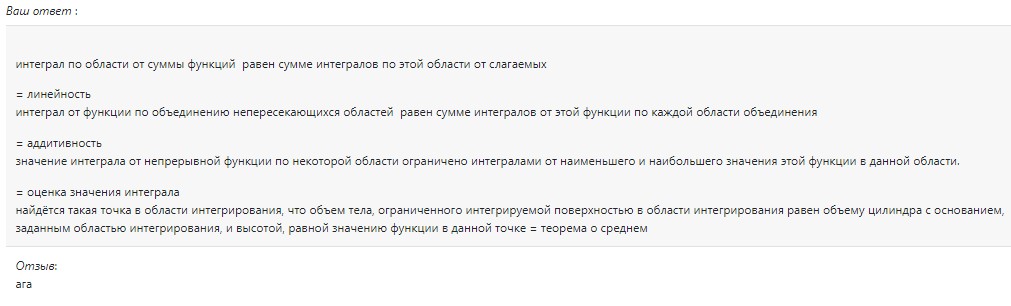 Ваш ответ :
интеграл по области от суммы функций равен сумме интегралов по этой области от слагаемых
= линейность
интеграл от функции по объединению непересекающихся областей равен сумме интегралов от этой функции по каждой области объединения
= аддитивность
значение интеграла от непрерывной функции по некоторой области ограничено интегралами от наименьшего и наибольшего значения этой функции в данной области.
= оценка значения интеграла
найдётся такая точка в области интегрирования, что объем тела, ограниченного интегрируемой поверхностью в области интегрирования равен объему цилиндра с основанием,
заданным областью интегрирования, и высотой, равной значению функции в данной точке = теорема о среднем
Отзыв:
ага